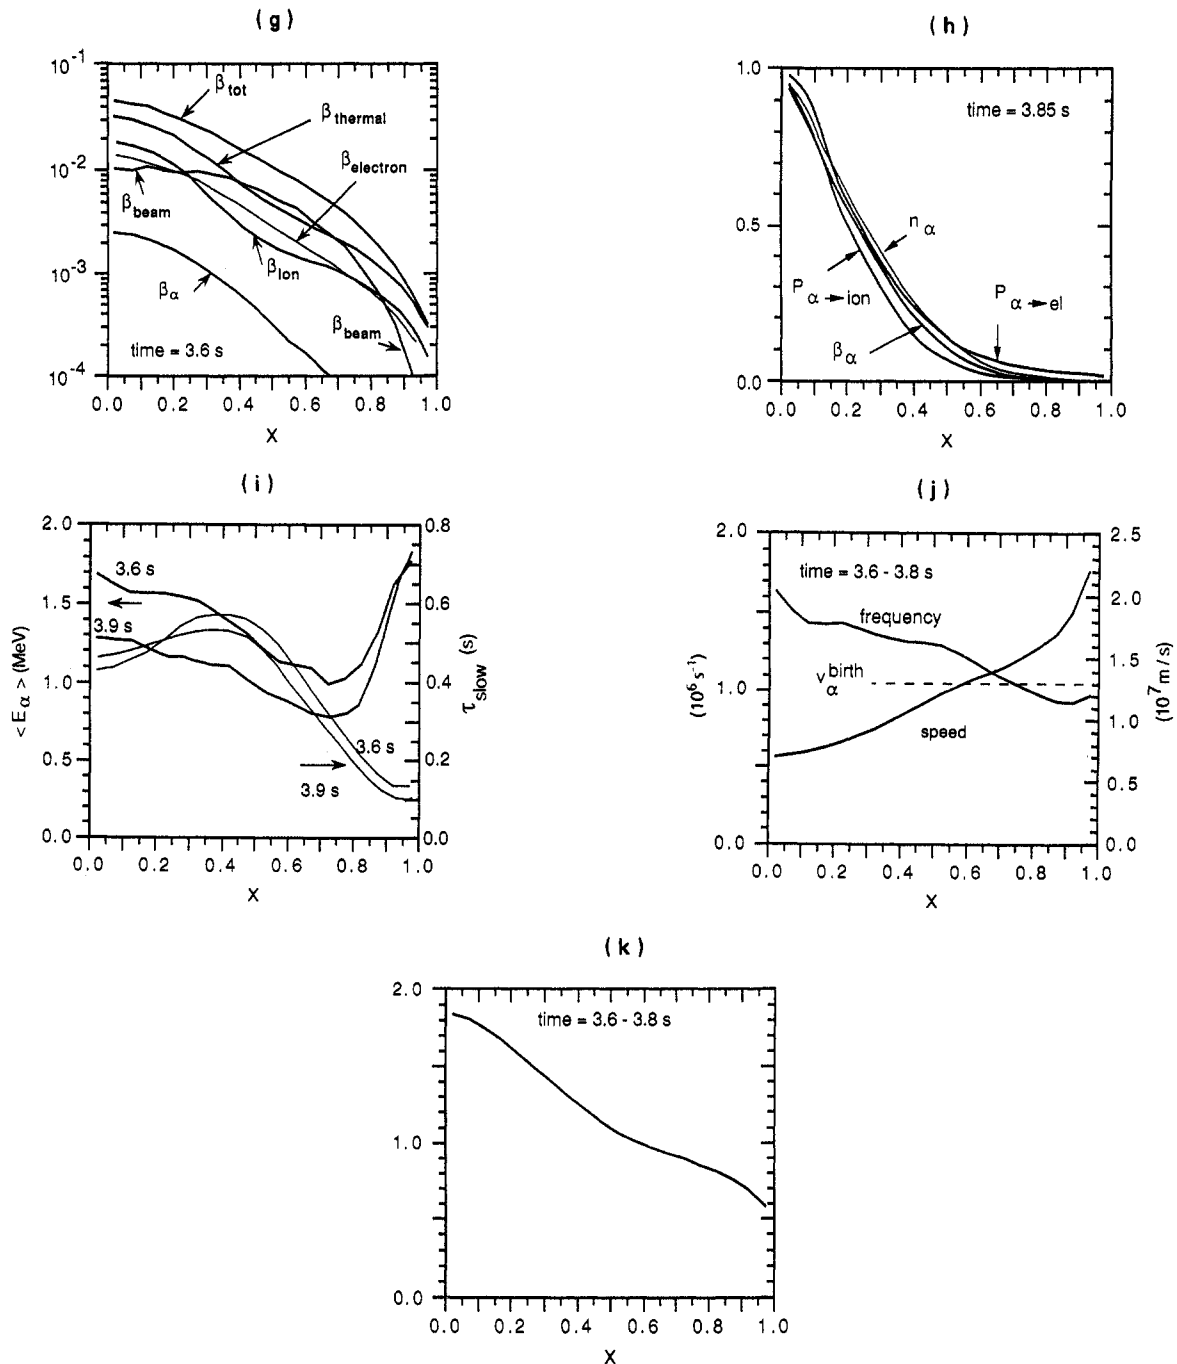 ( g )
10⁻¹
10⁻²
10⁻³
10⁻⁴
β tot
β thermal
β electron
β beam
β Ion
β α
β beam
time = 3.6 s
0.0 0.2 0.4 0.6 0.8 1.0
X
( h )
1.0
0.5
0.0
time = 3.85 s
n α
P α → ion
P α → el
β α
0.0 0.2 0.4 0.6 0.8 1.0
X
( i )
2.0
1.5
1.0
0.5
0.0
< E α > (MeV)
3.6 s
3.9 s
3.6 s
3.9 s
0.8
0.6
0.4
0.2
0.0
τ slow (s)
0.0 0.2 0.4 0.6 0.8 1.0
X
( j )
2.0
1.0
0.0
(10⁶ s⁻¹)
time = 3.6 - 3.8 s
frequency
v α birth
speed
2.5
2.0
1.5
1.0
0.5
0.0
(10⁷ m / s)
0.0 0.2 0.4 0.6 0.8 1.0
X
( k )
2.0
1.0
0.0
time = 3.6 - 3.8 s
0.0 0.2 0.4 0.6 0.8 1.0
X